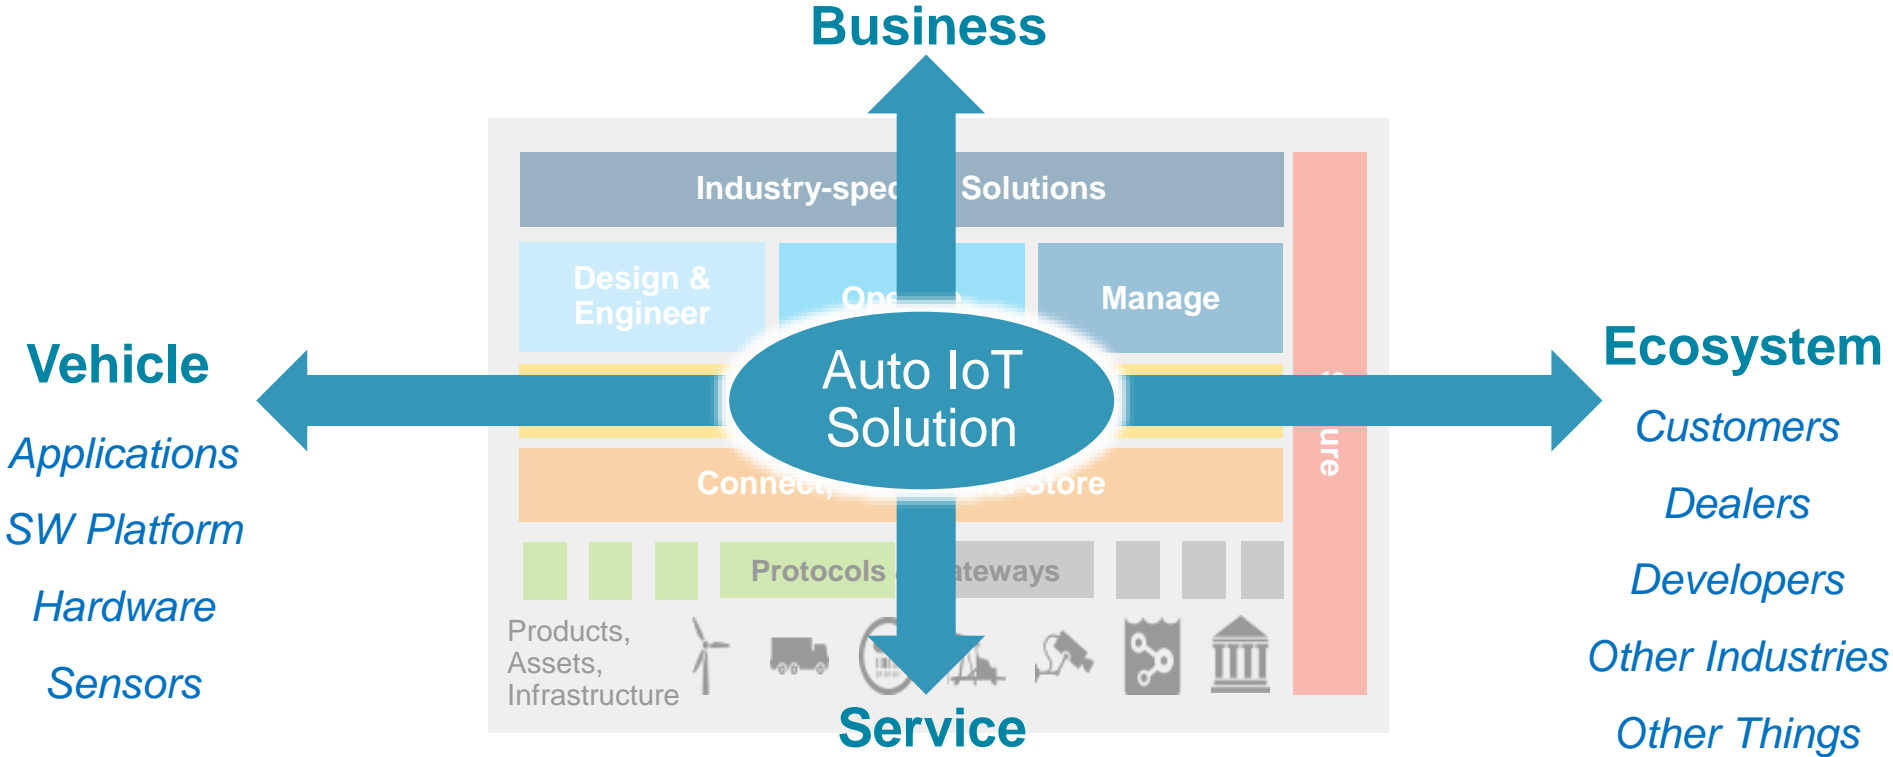 Business
Industry-spec Solutions
Design &
Engineer
Ope
Manage
Vehicle
Applications
SW Platform
Hardware
Sensors
Auto IoT
Solution
Ecosystem
Customers
Dealers
Developers
Other Industries
Other Things
ure
Connect, Store
Protocols ateways
Products,
Assets,
Infrastructure
Service